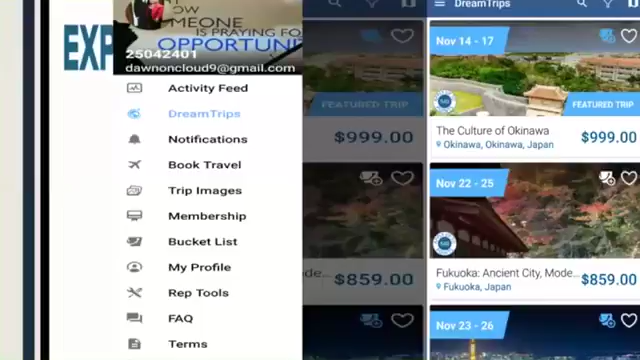 EXP
NOW
MEONE
IS PRAYING FO
OPPORTUNI
25042401
dawnoncloud9@gmail.com
Activity Feed
DreamTrips
Notifications
Book Travel
Trip Images
Membership
Bucket List
My Profile
Rep Tools
FAQ
Terms
FEATURED TRIP
$999.00
de...
$859.00
DreamTrips
Nov 14 - 17
FEATURED TRIP
The Culture of Okinawa
Okinawa, Okinawa, Japan
$999.00
Nov 22 - 25
Fukuoka: Ancient City, Mode...
Fukuoka, Japan
$859.00
Nov 23 - 26